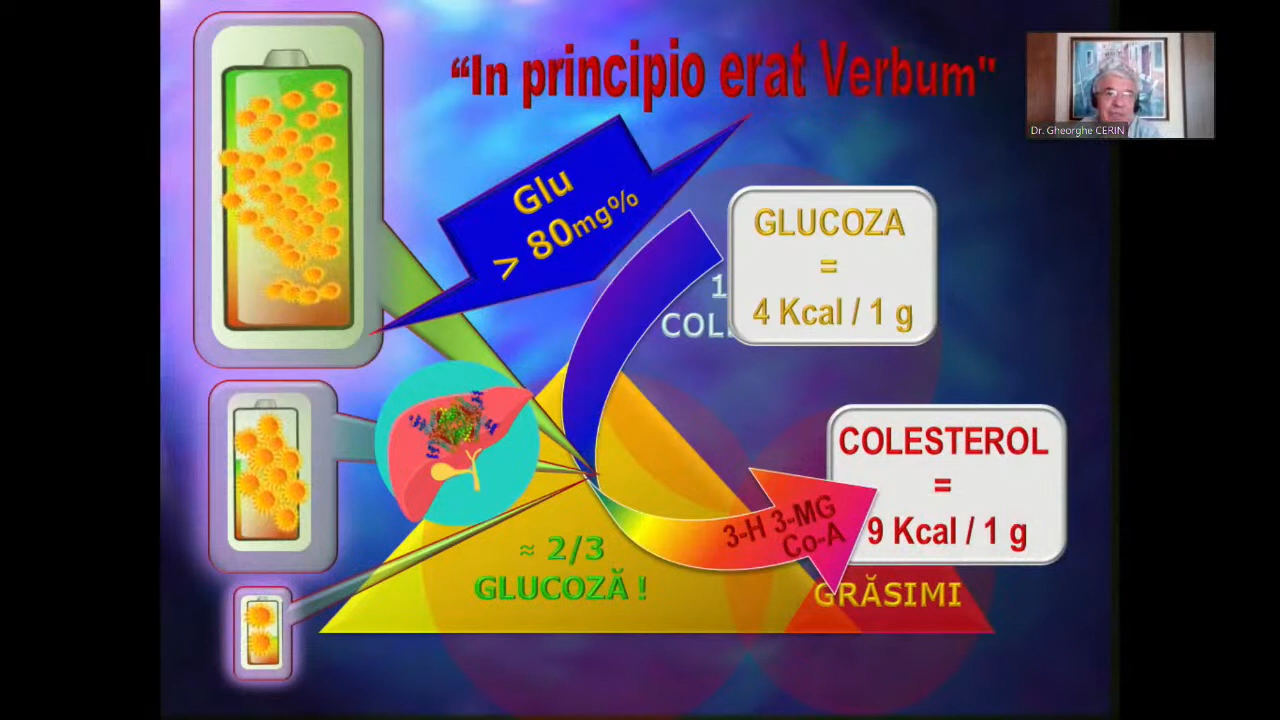 “In principio erat Verbum"
Dr. Gheorghe CERIN
Glu
> 80mg%
GLUCOZA
=
4 Kcal / 1 g
COLESTEROL
=
9 Kcal / 1 g
3-H 3-MG
Co-A
≈ 2/3
GLUCOZĂ !
GRĂSIMI